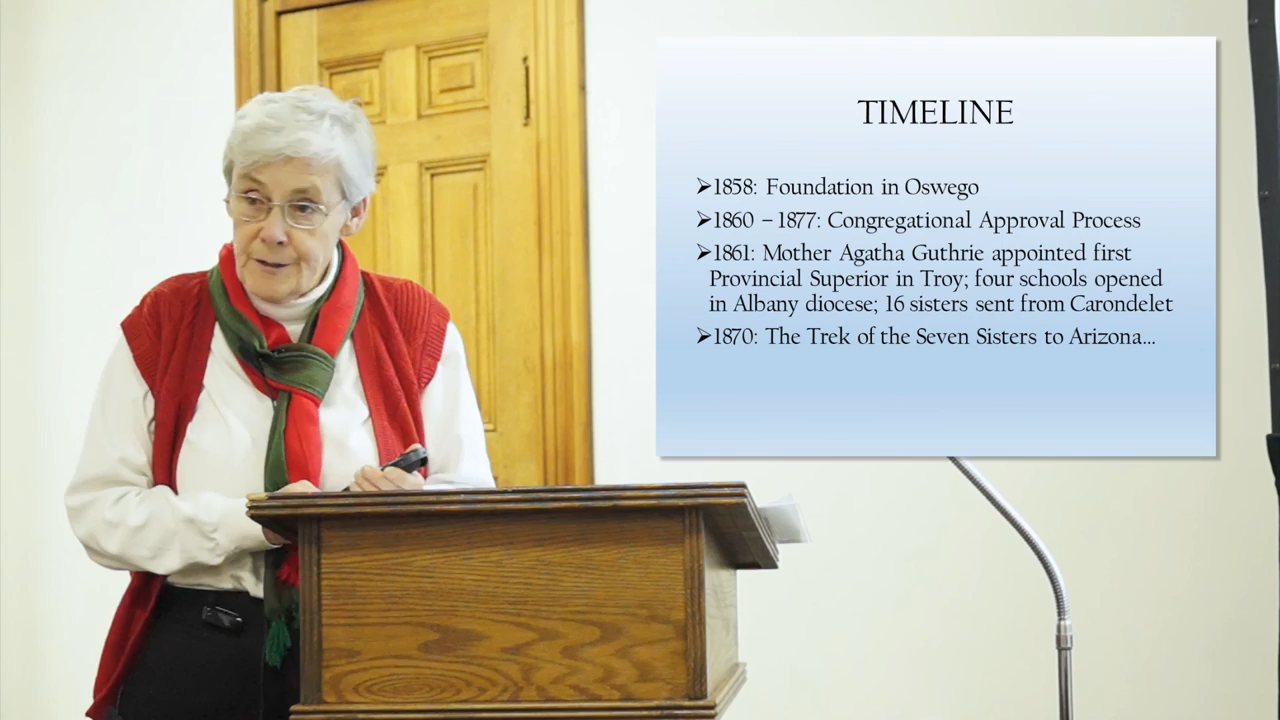 TIMELINE
➢1858: Foundation in Oswego
➢1860 – 1877: Congregational Approval Process
➢1861: Mother Agatha Guthrie appointed first
Provincial Superior in Troy; four schools opened
in Albany diocese; 16 sisters sent from Carondelet
➢1870: The Trek of the Seven Sisters to Arizona...